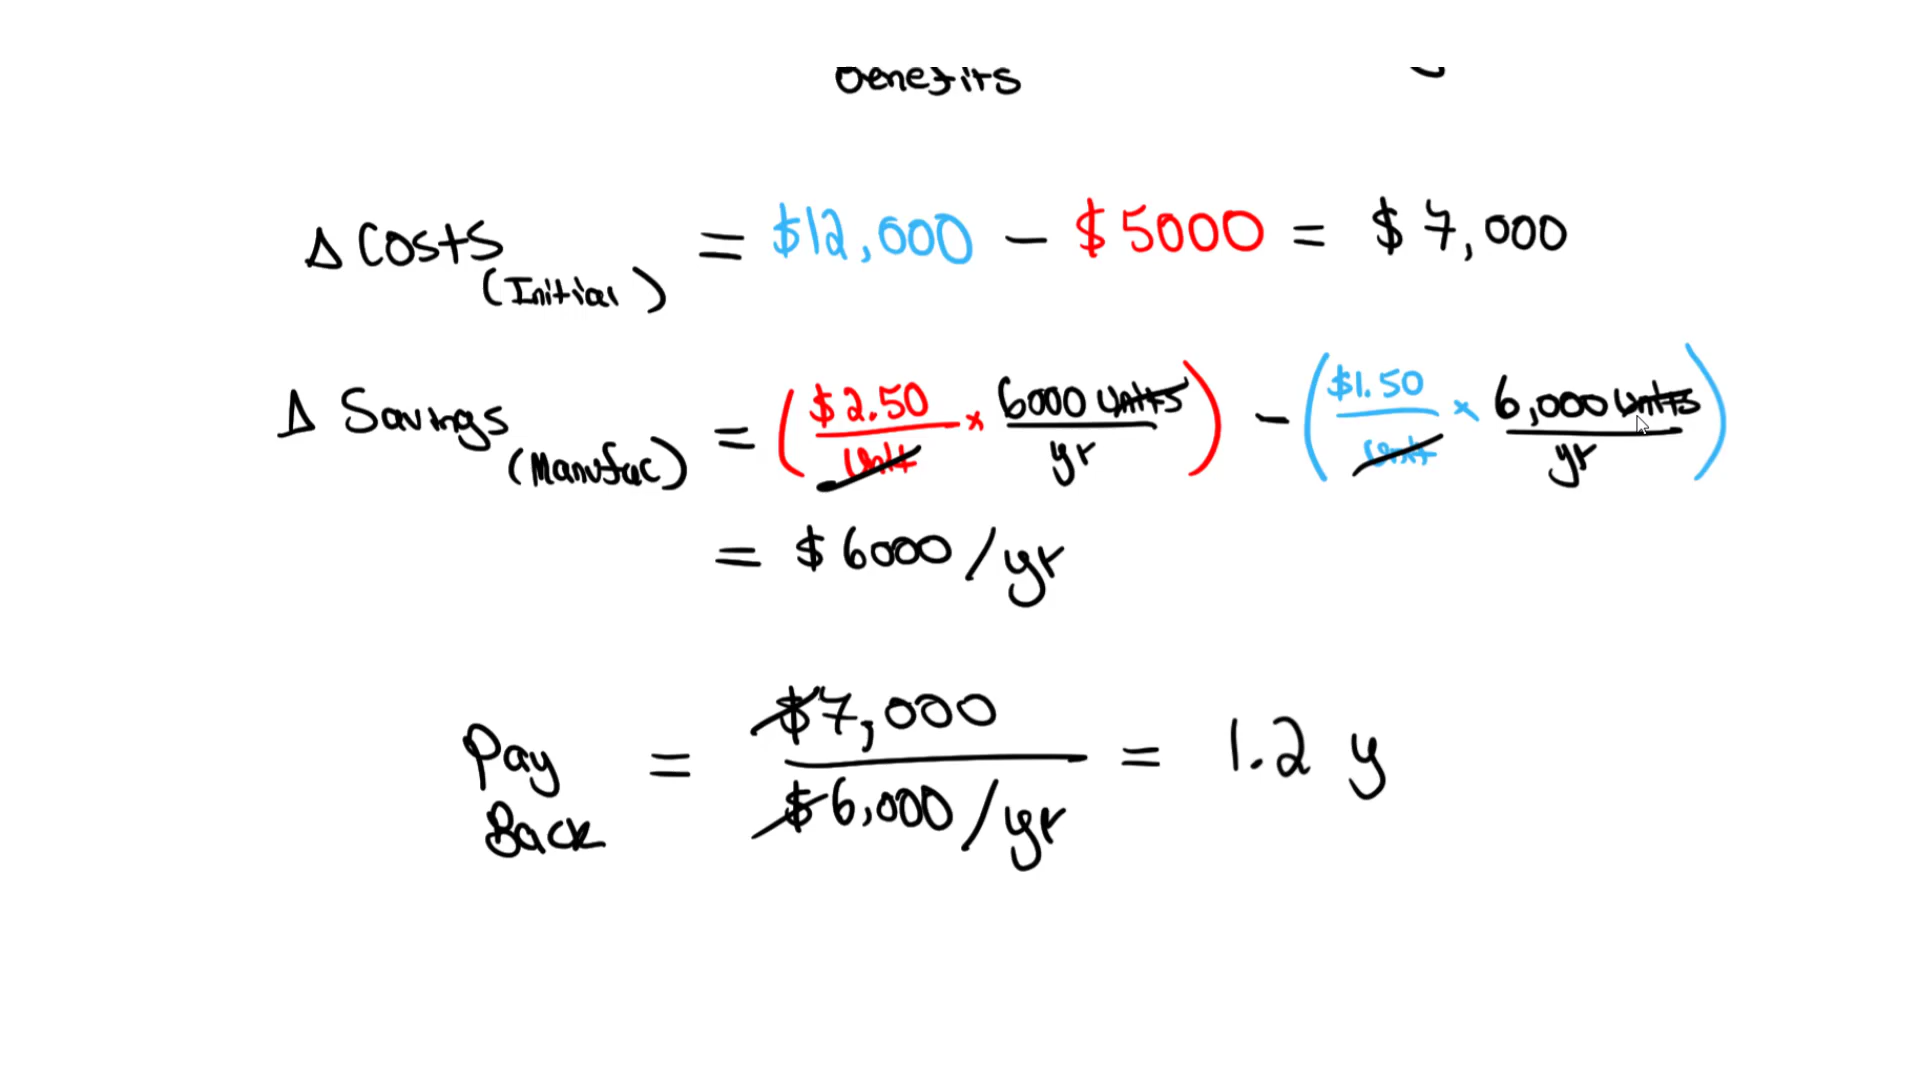 Benefits
Δ Costs (Initial) = $12,000 - $5000 = $7,000
Δ Savings (Manufac) = ($2.50/Unit × 6000 Units/yr) - ($1.50/Unit × 6,000 Units/yr)
= $6000/yr
Pay Back = $7,000 / $6,000/yr = 1.2 y